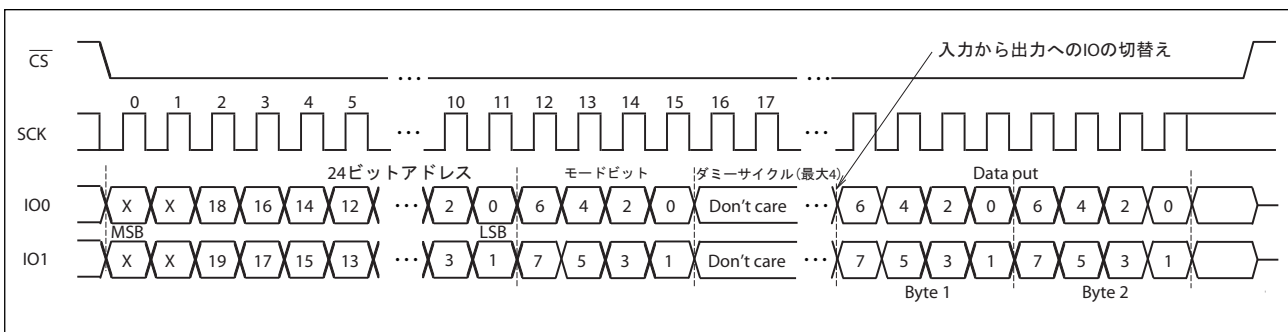 入力から出力へのIOの切替え
CS
0 1 2 3 4 5 ... 10 11 12 13 14 15 16 17 ...
SCK
24ビットアドレス モードビット ダミーサイクル(最大4) Data out
IO0 X X 18 16 14 12 ... 2 0 6 4 2 0 Don't care ... 6 4 2 0 6 4 2 0
MSB LSB
IO1 X X 19 17 15 13 ... 3 1 7 5 3 1 Don't care ... 7 5 3 1 7 5 3 1
Byte 1 Byte 2